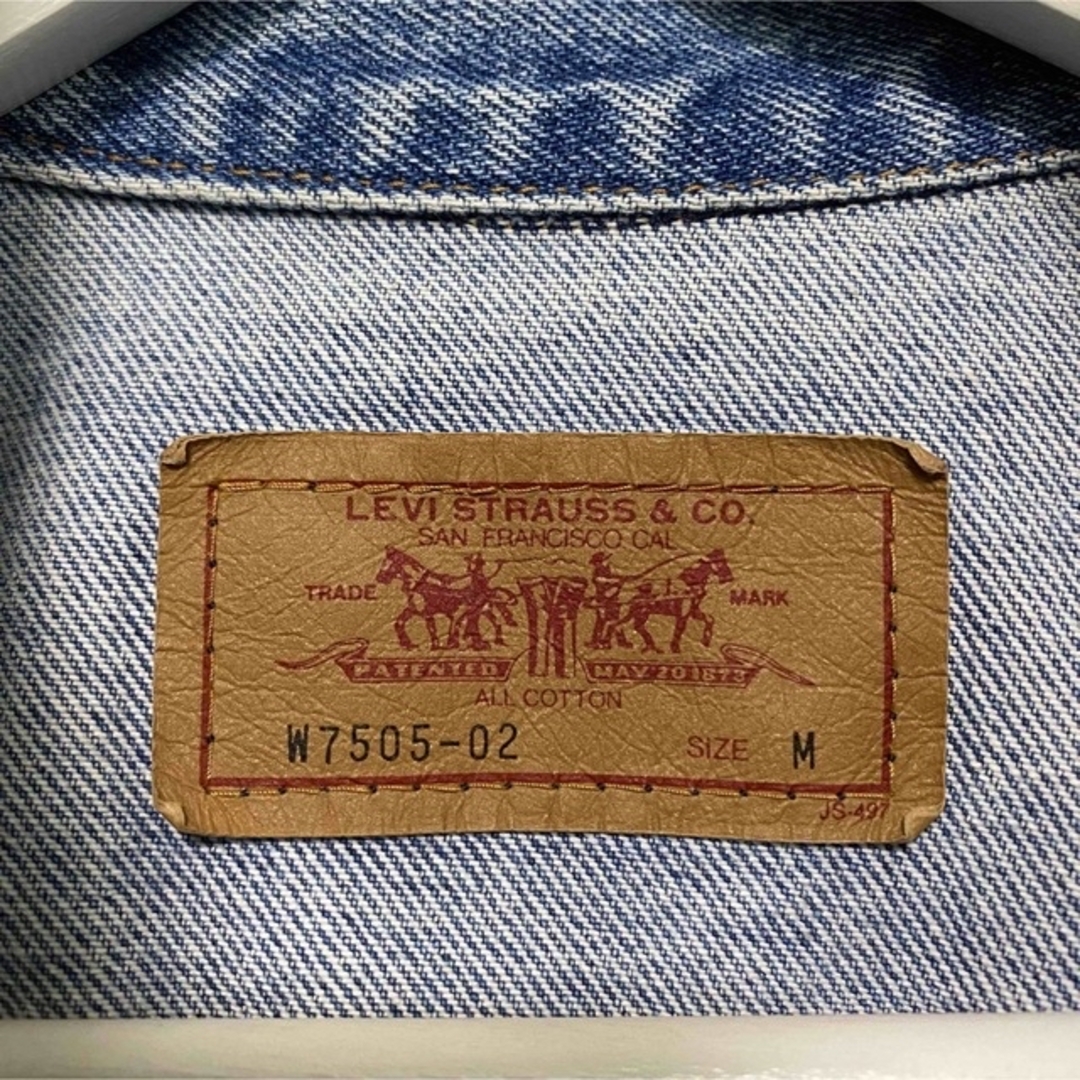 LEVI STRAUSS & CO.
SAN FRANCISCO CAL
TRADE MARK
PATENTED MAY 20 1873
ALL COTTON
W7505-02 SIZE M
JS-497